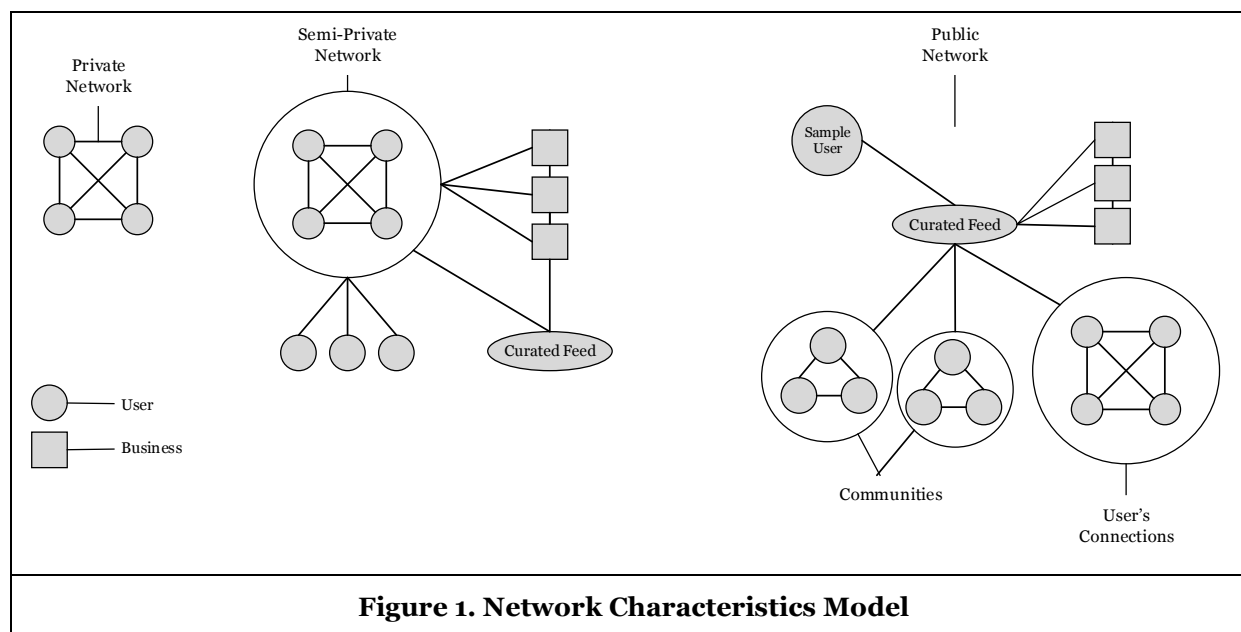 Private
Network
Semi-Private
Network
Curated Feed
Public
Network
Sample
User
Curated Feed
Communities
User's
Connections
User
Business
Figure 1. Network Characteristics Model